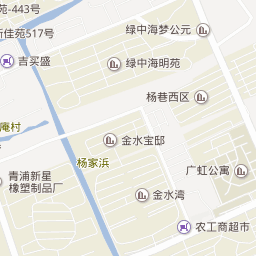 苑-443号
绿中海梦公元
新佳苑517号
吉买盛
绿中海明苑
杨巷西区
庵村
金水宝邸
杨家浜
广虹公寓
青浦新星
橡塑制品厂
金水湾
农工商超市